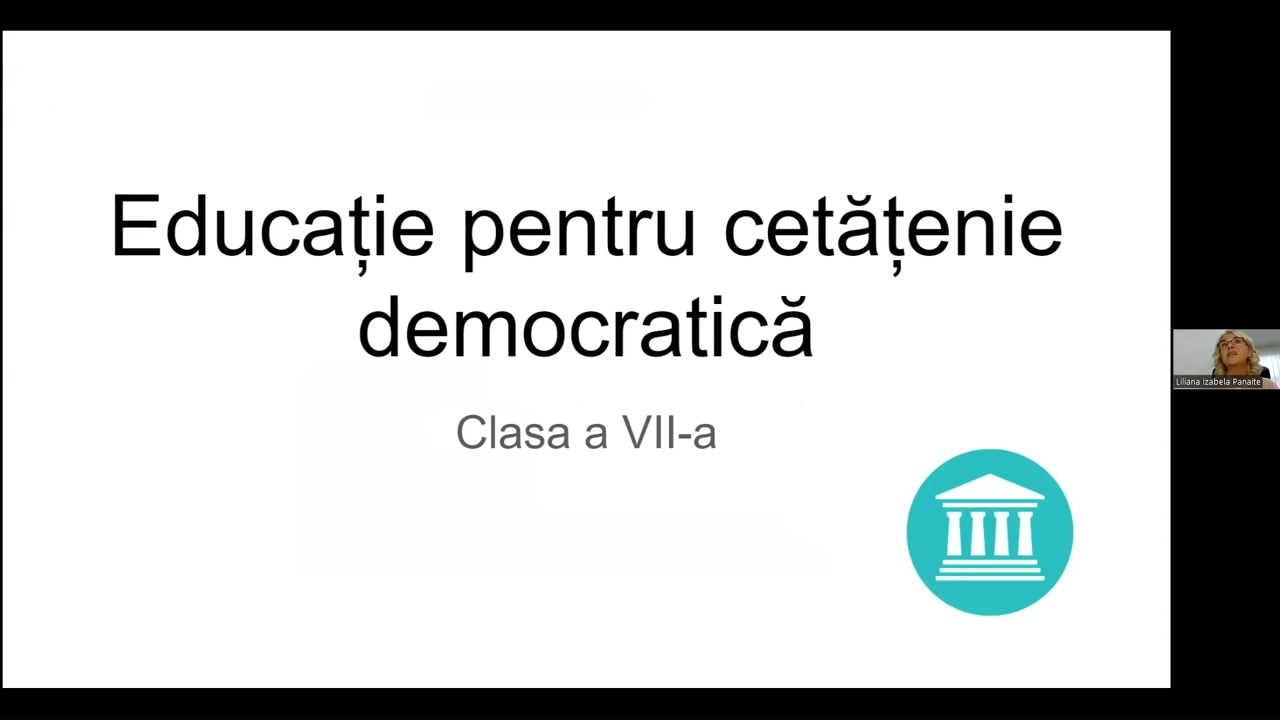 Educație pentru cetățenie
democratică
Clasa a VII-a
Liliana Izabela Panaite